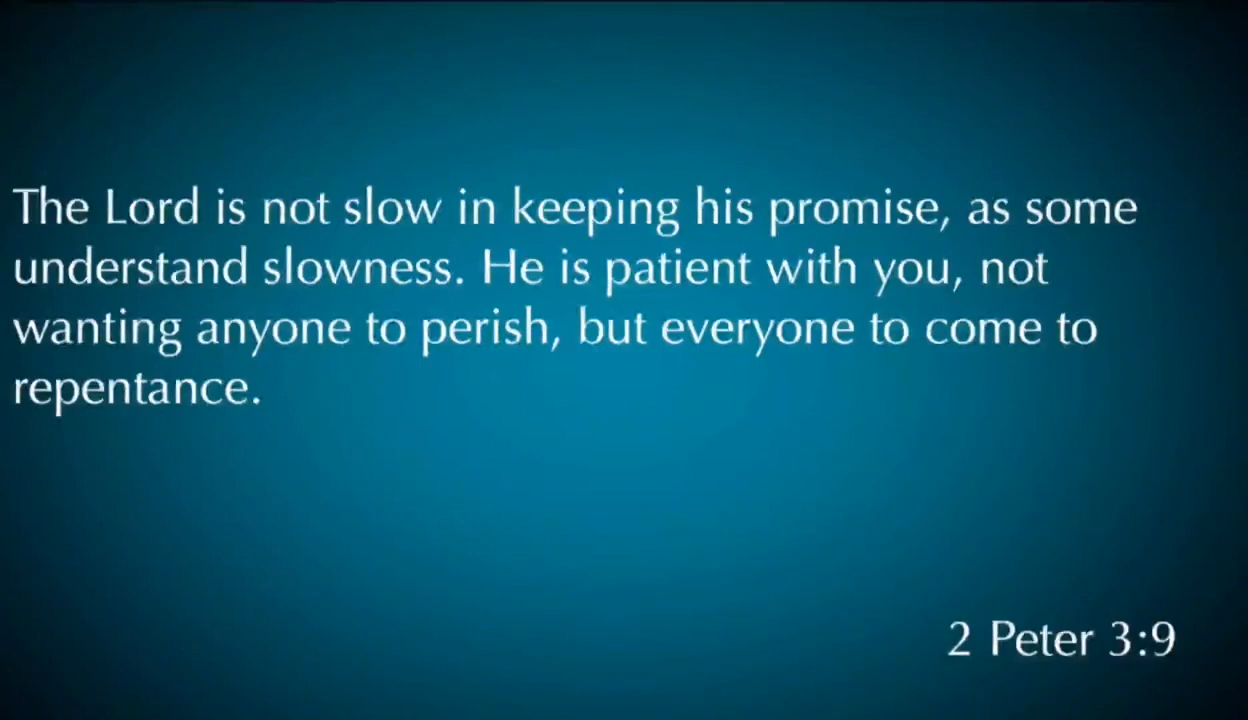 The Lord is not slow in keeping his promise, as some
understand slowness. He is patient with you, not
wanting anyone to perish, but everyone to come to
repentance.
2 Peter 3:9